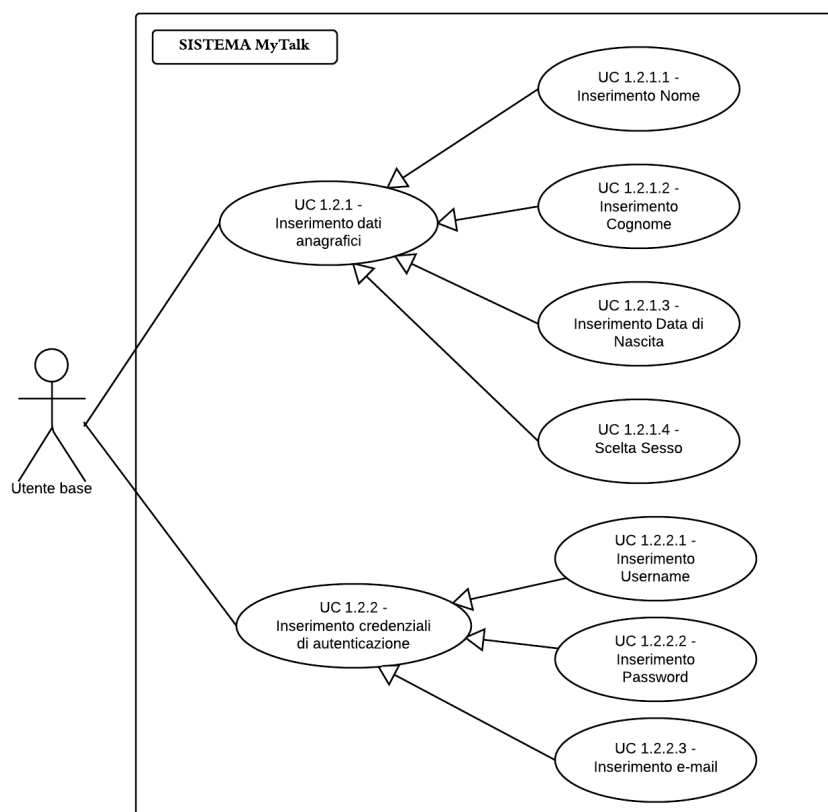 SISTEMA MyTalk
UC 1.2.1.1 -
Inserimento Nome
UC 1.2.1.2 -
Inserimento
Cognome
UC 1.2.1 -
Inserimento dati
anagrafici
UC 1.2.1.3 -
Inserimento Data di
Nascita
UC 1.2.1.4 -
Scelta Sesso
Utente base
UC 1.2.2.1 -
Inserimento
Username
UC 1.2.2 -
Inserimento credenziali
di autenticazione
UC 1.2.2.2 -
Inserimento
Password
UC 1.2.2.3 -
Inserimento e-mail